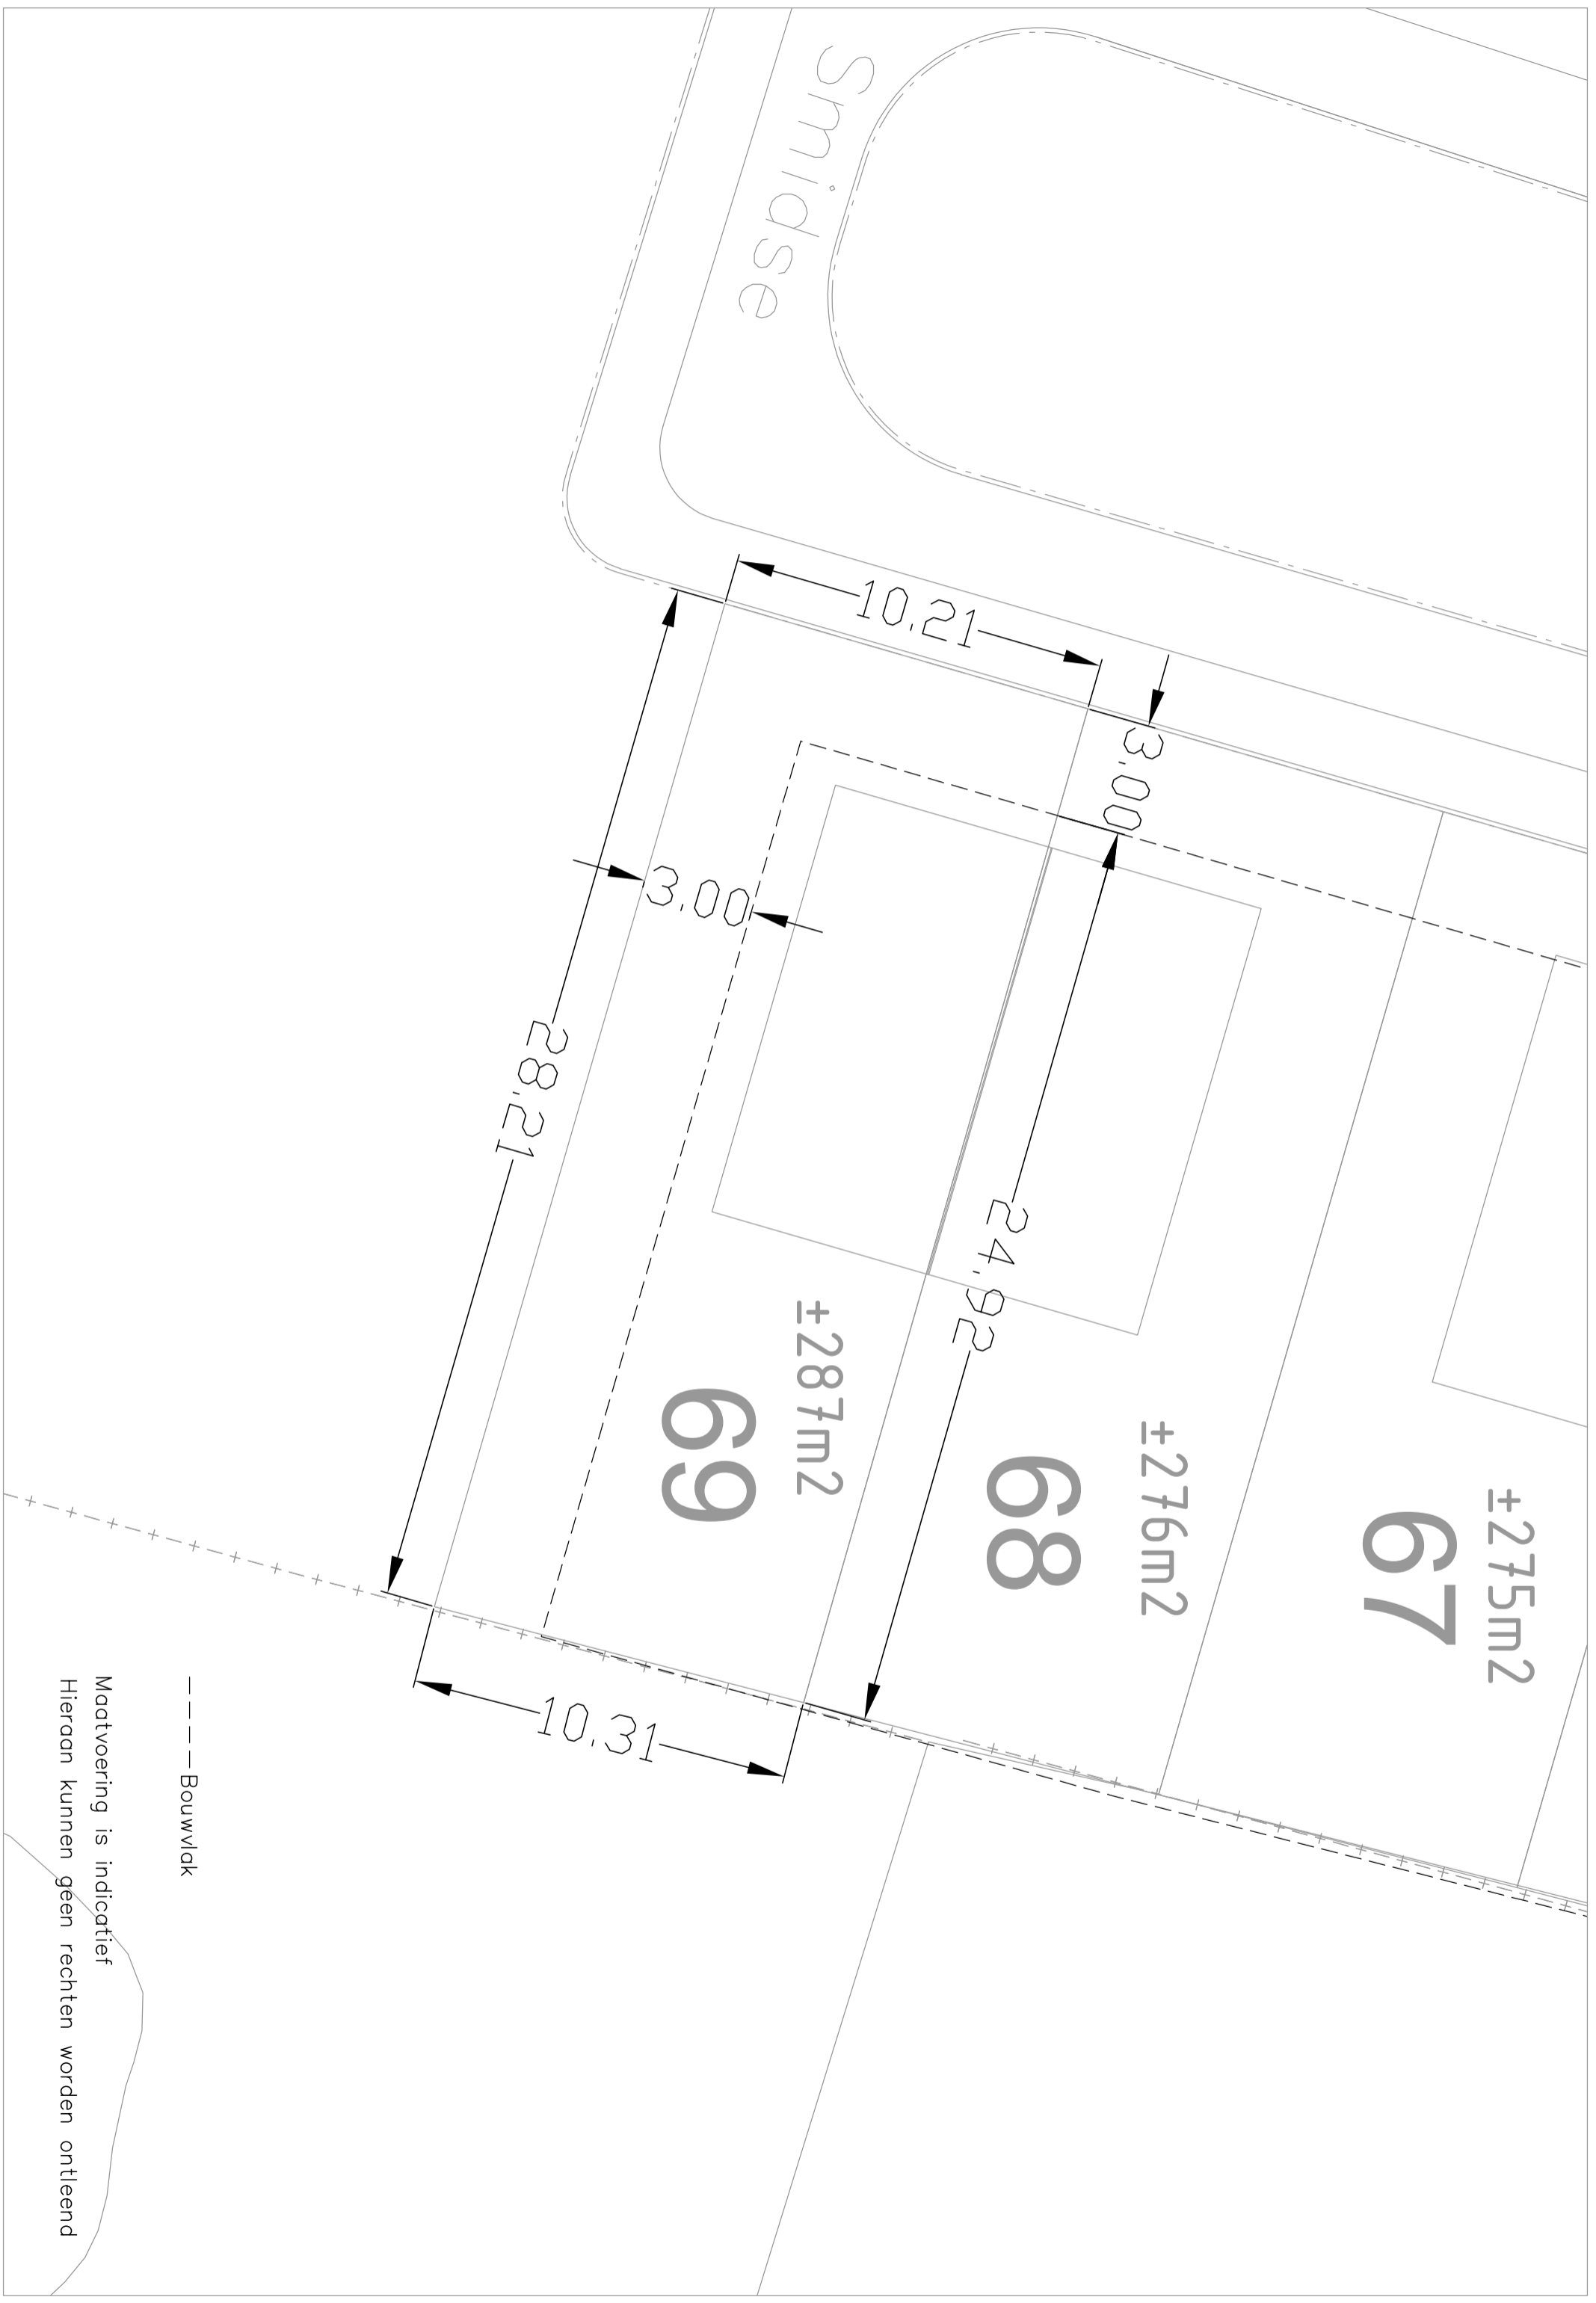 Smidse
10,21
3,00
3,00
28,21
24,92
10,31
±287m2
69
±276m2
68
±275m2
67
Bouwvlak
Maatvoering is indicatief
Hieraan kunnen geen rechten worden ontleend